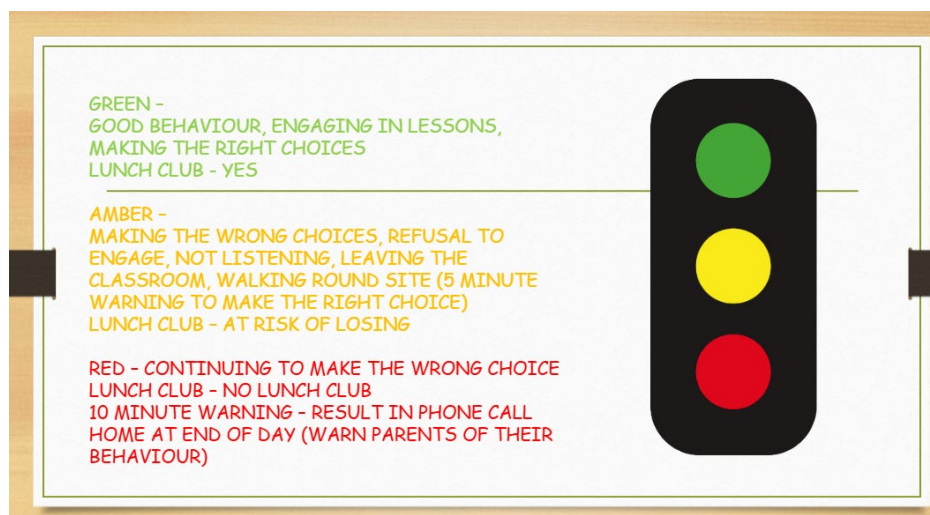 GREEN –
GOOD BEHAVIOUR, ENGAGING IN LESSONS,
MAKING THE RIGHT CHOICES
LUNCH CLUB - YES
AMBER –
MAKING THE WRONG CHOICES, REFUSAL TO
ENGAGE, NOT LISTENING, LEAVING THE
CLASSROOM, WALKING ROUND SITE (5 MINUTE
WARNING TO MAKE THE RIGHT CHOICE)
LUNCH CLUB – AT RISK OF LOSING
RED – CONTINUING TO MAKE THE WRONG CHOICE
LUNCH CLUB – NO LUNCH CLUB
10 MINUTE WARNING – RESULT IN PHONE CALL
HOME AT END OF DAY (WARN PARENTS OF THEIR
BEHAVIOUR)